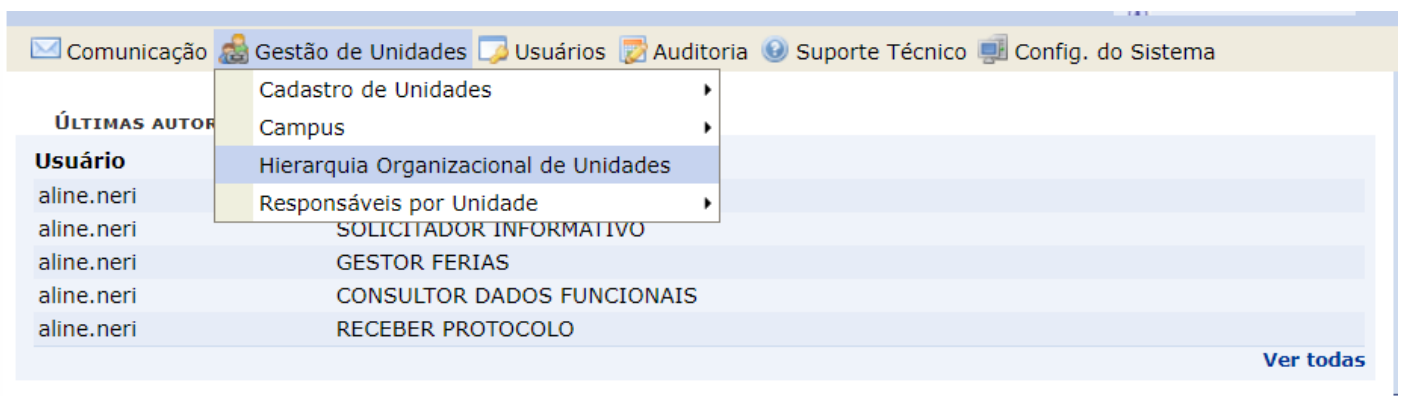 Comunicação Gestão de Unidades Usuários Auditoria Suporte Técnico Config. do Sistema
Cadastro de Unidades
ÚLTIMAS AUTOR
Campus
Usuário
Hierarquia Organizacional de Unidades
aline.neri
Responsáveis por Unidade
aline.neri SOLICITADOR INFORMATIVO
aline.neri GESTOR FERIAS
aline.neri CONSULTOR DADOS FUNCIONAIS
aline.neri RECEBER PROTOCOLO
Ver todas